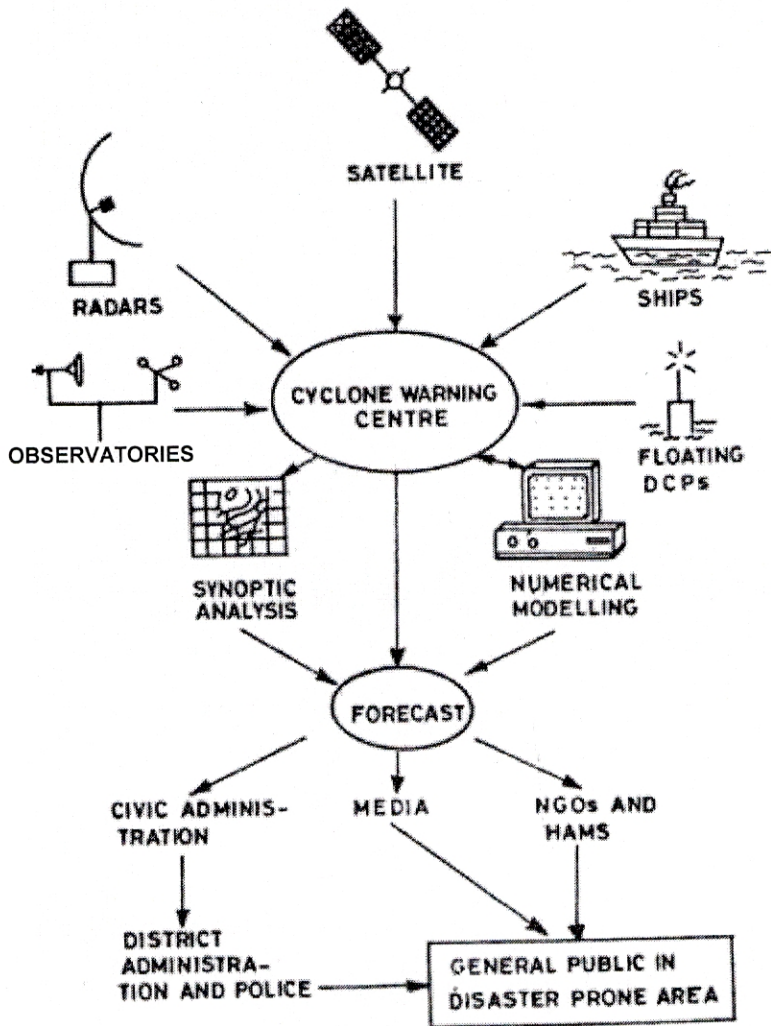 SATELLITE
RADARS
SHIPS
CYCLONE WARNING
CENTRE
OBSERVATORIES
FLOATING
DCPs
SYNOPTIC
ANALYSIS
NUMERICAL
MODELLING
FORECAST
CIVIC ADMINIS-
TRATION
MEDIA
NGOs AND
HAMS
DISTRICT
ADMINISTRA-
TION AND POLICE
GENERAL PUBLIC IN
DISASTER PRONE AREA